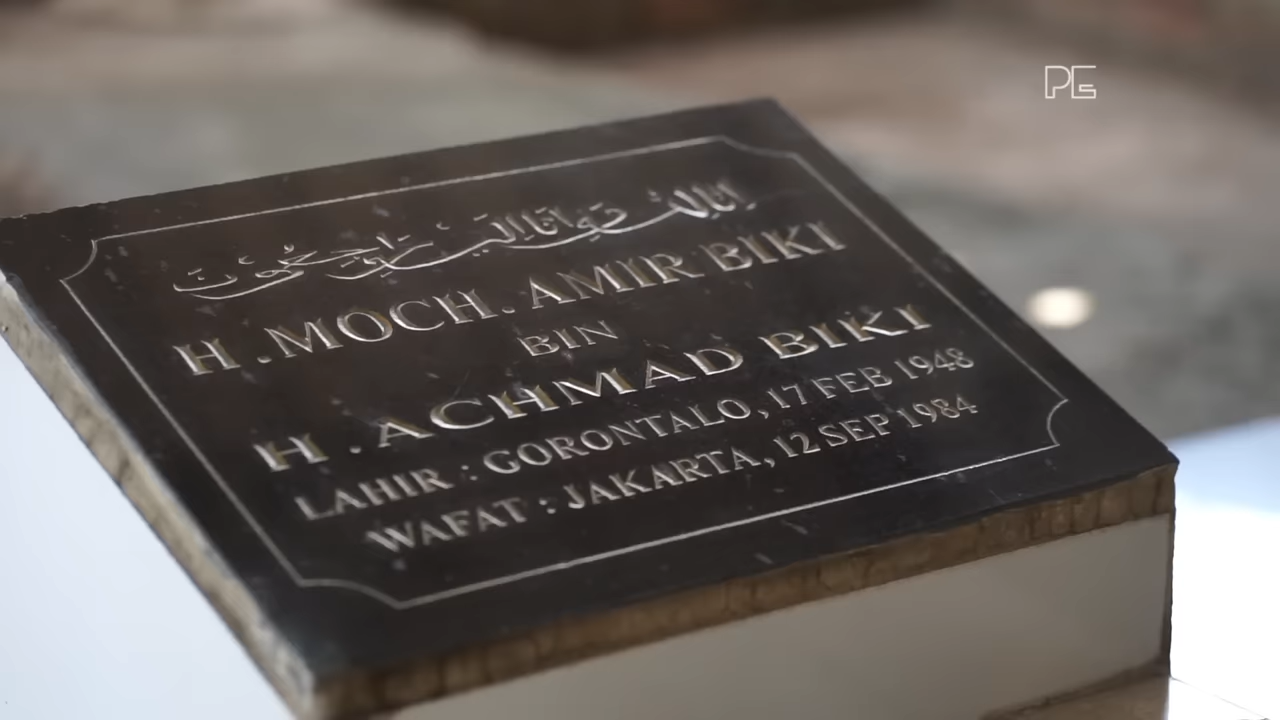 PE
إنا لله وإنا إليه راجعون
H. MOCH. AMIR BIKI
BIN
H. ACHMAD BIKI
LAHIR : GORONTALO, 17 FEB 1948
WAFAT : JAKARTA, 12 SEP 1984